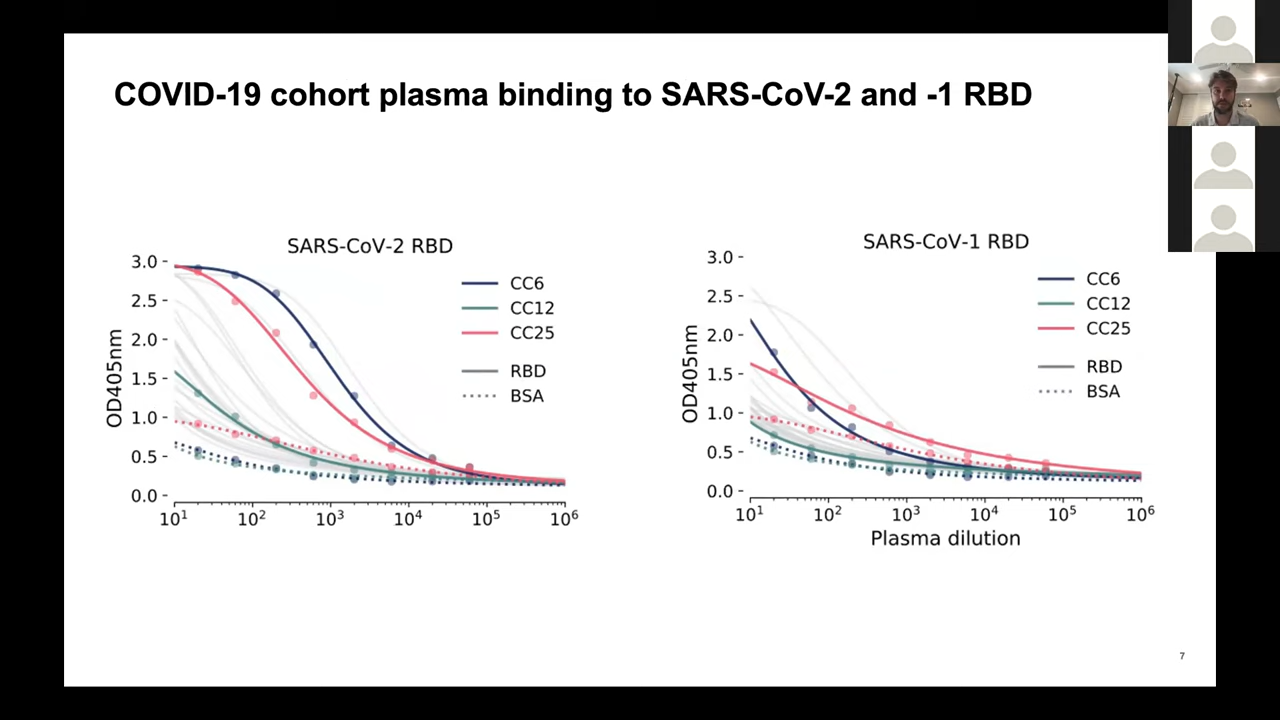 COVID-19 cohort plasma binding to SARS-CoV-2 and -1 RBD
SARS-CoV-2 RBD
3.0
2.5
2.0
1.5
1.0
0.5
0.0
OD405nm
CC6
CC12
CC25
RBD
BSA
10¹ 10² 10³ 10⁴ 10⁵ 10⁶
SARS-CoV-1 RBD
3.0
2.5
2.0
1.5
1.0
0.5
0.0
OD405nm
CC6
CC12
CC25
RBD
BSA
10¹ 10² 10³ 10⁴ 10⁵ 10⁶
Plasma dilution
7